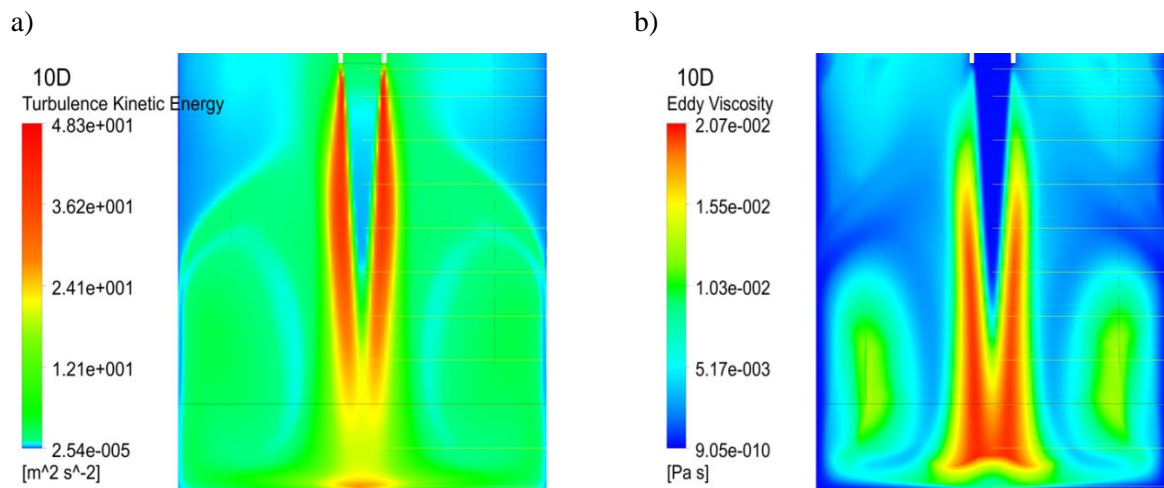 a)
10D
Turbulence Kinetic Energy
4.83e+001
3.62e+001
2.41e+001
1.21e+001
2.54e-005
[m^2 s^-2]
b)
10D
Eddy Viscosity
2.07e-002
1.55e-002
1.03e-002
5.17e-003
9.05e-010
[Pa s]